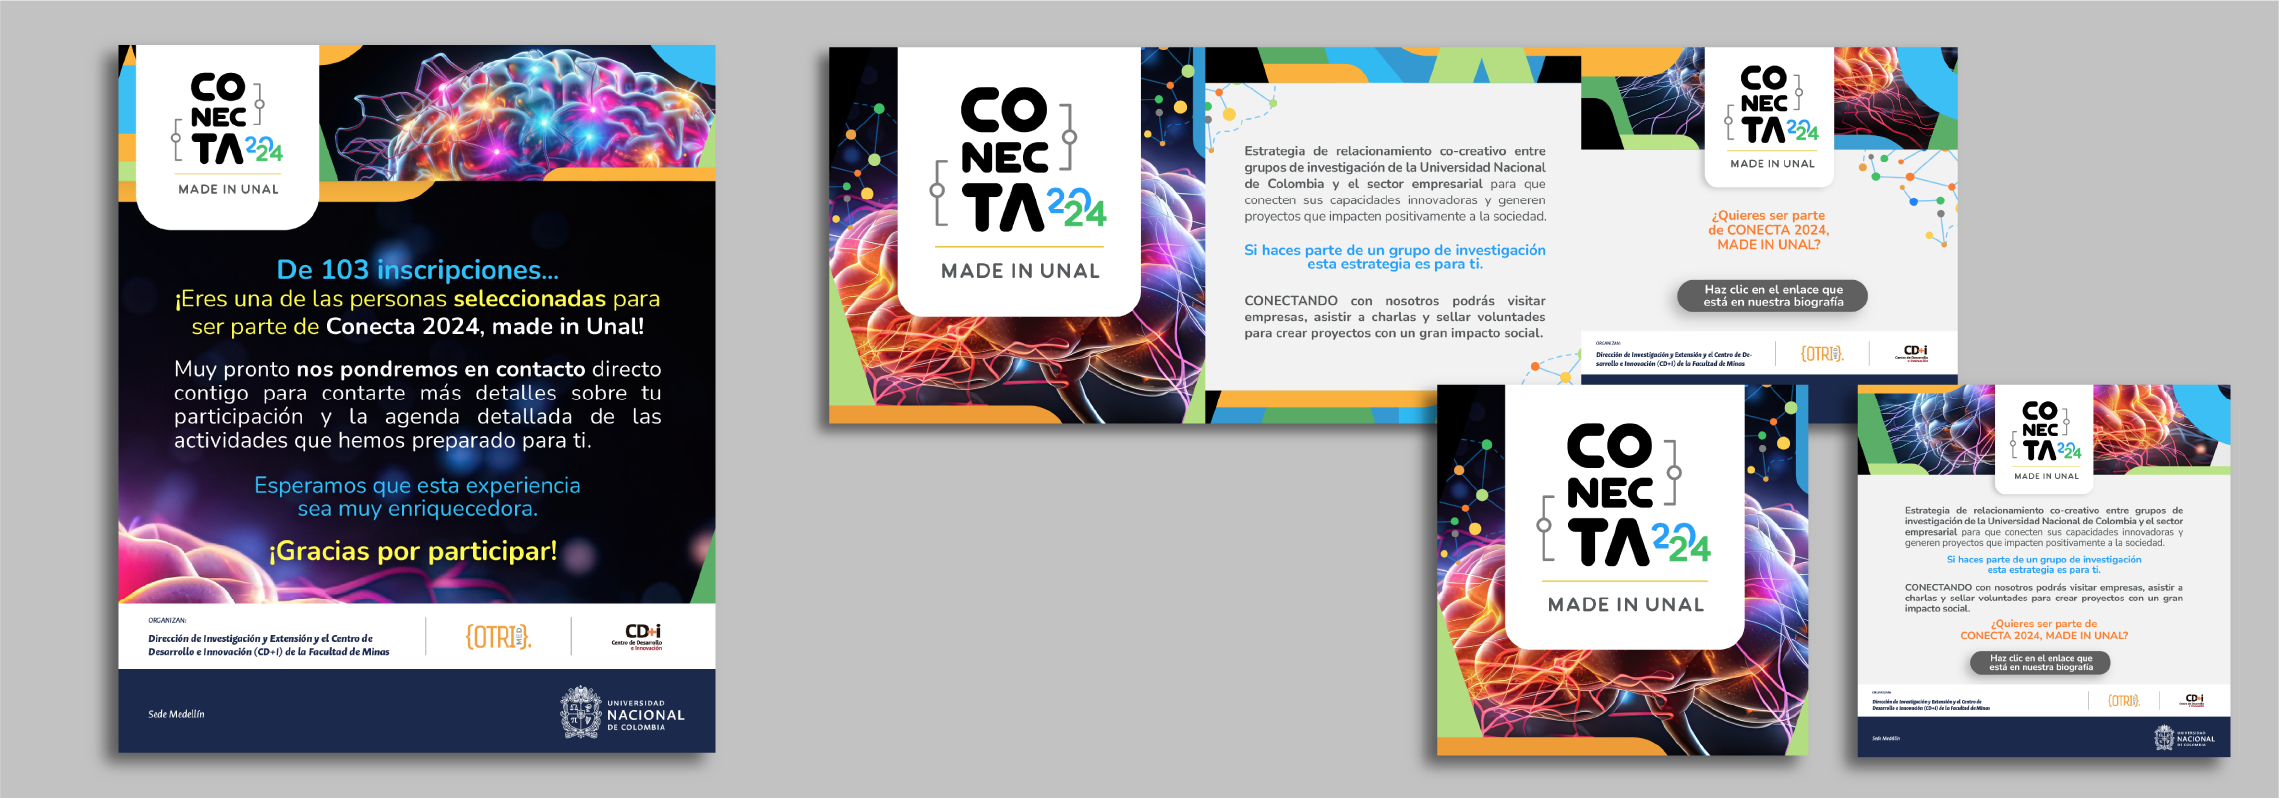 CO
NEC
TA 2024
MADE IN UNAL
De 103 inscripciones...
¡Eres una de las personas seleccionadas para
ser parte de Conecta 2024, made in Unal!
Muy pronto nos pondremos en contacto directo
contigo para contarte más detalles sobre tu
participación y la agenda detallada de las
actividades que hemos preparado para ti.
Esperamos que esta experiencia
sea muy enriquecedora.
¡Gracias por participar!
ORGANIZAN:
Dirección de Investigación y Extensión y el Centro de
Desarrollo e Innovación (CD+I) de la Facultad de Minas
{OTRI MED}.
CD+i
Centro de Desarrollo
e Innovación
Sede Medellín
UNIVERSIDAD
NACIONAL
DE COLOMBIA
CO
NEC
TA 2024
MADE IN UNAL
Estrategia de relacionamiento co-creativo entre
grupos de investigación de la Universidad Nacional
de Colombia y el sector empresarial para que
conecten sus capacidades innovadoras y generen
proyectos que impacten positivamente a la sociedad.
Si haces parte de un grupo de investigación
esta estrategia es para ti.
CONECTANDO con nosotros podrás visitar
empresas, asistir a charlas y sellar voluntades
para crear proyectos con un gran impacto social.
CO
NEC
TA 2024
MADE IN UNAL
¿Quieres ser parte
de CONECTA 2024,
MADE IN UNAL?
Haz clic en el enlace que
está en nuestra biografía
ORGANIZAN:
Dirección de Investigación y Extensión y el Centro de De-
sarrollo e Innovación (CD+I) de la Facultad de Minas
{OTRI MED}.
CD+i
Centro de Desarrollo
e Innovación
CO
NEC
TA 2024
MADE IN UNAL
CO
NEC
TA 2024
MADE IN UNAL
Estrategia de relacionamiento co-creativo entre grupos de
investigación de la Universidad Nacional de Colombia y el sector
empresarial para que conecten sus capacidades innovadoras y
generen proyectos que impacten positivamente a la sociedad.
Si haces parte de un grupo de investigación
esta estrategia es para ti.
CONECTANDO con nosotros podrás visitar empresas, asistir a
charlas y sellar voluntades para crear proyectos con un gran
impacto social.
¿Quieres ser parte de
CONECTA 2024, MADE IN UNAL?
Haz clic en el enlace que
está en nuestra biografía
ORGANIZAN:
Dirección de Investigación y Extensión y el Centro de
Desarrollo e Innovación (CD+I) de la Facultad de Minas
{OTRI MED}.
CD+i
Centro de Desarrollo
e Innovación
Sede Medellín
UNIVERSIDAD
NACIONAL
DE COLOMBIA